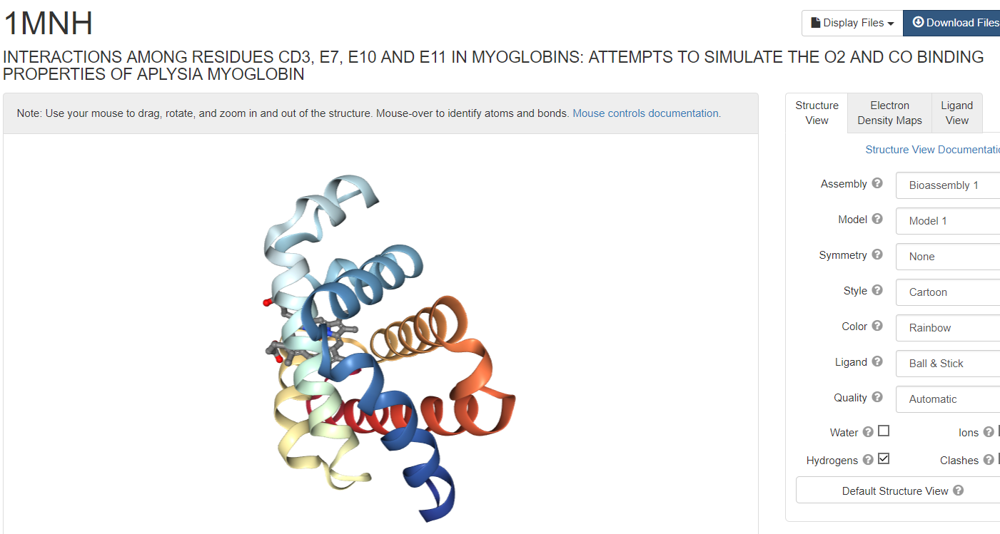 1MNH
Display Files
Download Files
INTERACTIONS AMONG RESIDUES CD3, E7, E10 AND E11 IN MYOGLOBINS: ATTEMPTS TO SIMULATE THE O2 AND CO BINDING
PROPERTIES OF APLYSIA MYOGLOBIN
Note: Use your mouse to drag, rotate, and zoom in and out of the structure. Mouse-over to identify atoms and bonds. Mouse controls documentation.
Structure
View
Electron
Density Maps
Ligand
View
Structure View Documentatio
Assembly ?
Bioassembly 1
Model ?
Model 1
Symmetry ?
None
Style ?
Cartoon
Color ?
Rainbow
Ligand ?
Ball & Stick
Quality ?
Automatic
Water ?
Ions ?
Hydrogens ?
Clashes ?
Default Structure View ?